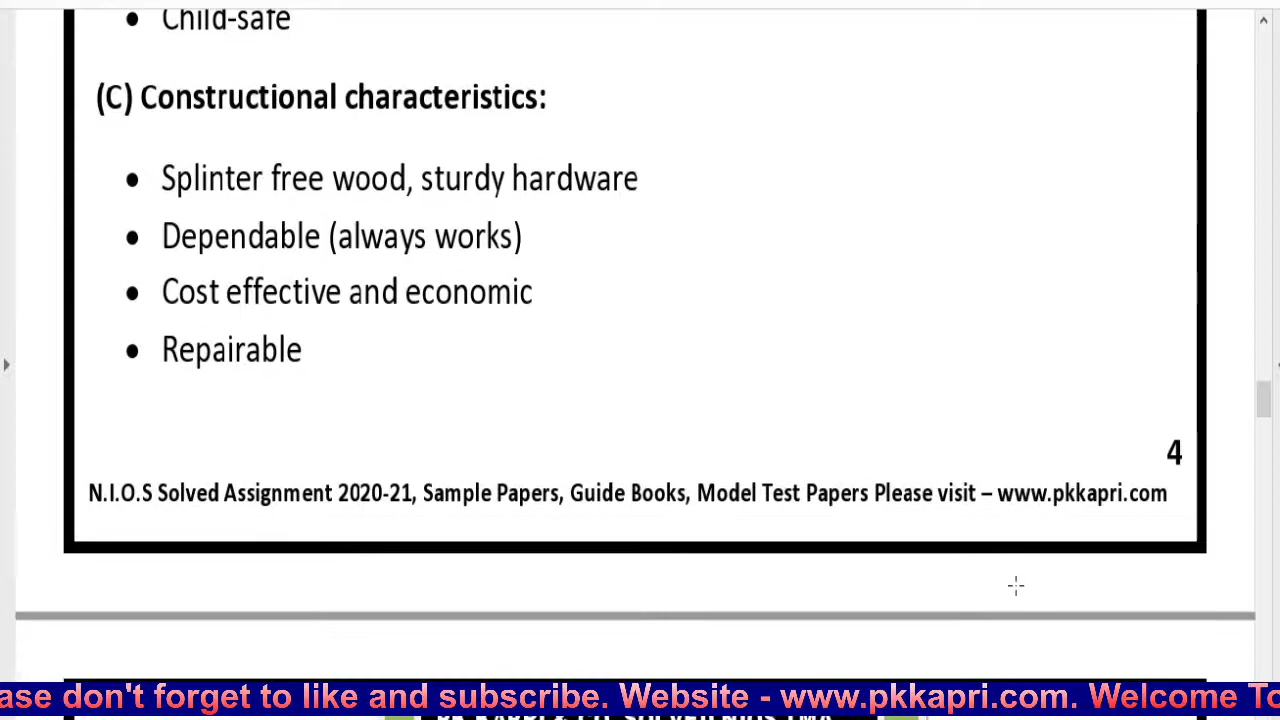 • Child-safe
(C) Constructional characteristics:
• Splinter free wood, sturdy hardware
• Dependable (always works)
• Cost effective and economic
• Repairable
4
N.I.O.S Solved Assignment 2020-21, Sample Papers, Guide Books, Model Test Papers Please visit – www.pkkapri.com
ase don't forget to like and subscribe. Website - www.pkkapri.com. Welcome To